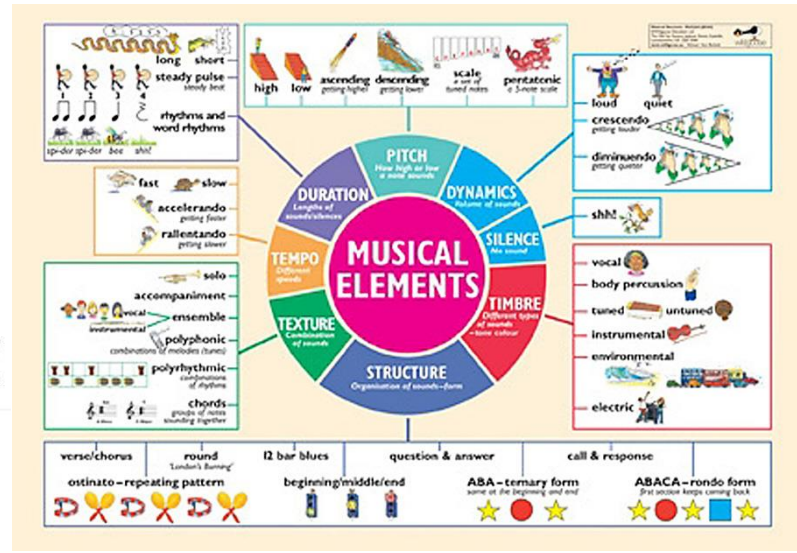 long short
steady pulse
steady beat
rhythms and
word rhythms
spi-der spi-der bee shh!
high low
ascending
getting higher
descending
getting lower
scale
a set of
tuned notes
pentatonic
a 5-note scale
loud quiet
crescendo
getting louder
diminuendo
getting quieter
fast slow
accelerando
getting faster
rallentando
getting slower
shh!
solo
accompaniment
vocal
ensemble
instrumental
polyphonic
combinations of melodies (tunes)
polyrhythmic
combinations
of rhythms
chords
groups of notes
sounding together
vocal
body percussion
tuned untuned
instrumental
environmental
electric
MUSICAL
ELEMENTS
PITCH
How high or low
a note sounds
DYNAMICS
Volume of sounds
SILENCE
No sound
TIMBRE
Different types
of sounds
–tone colour
STRUCTURE
Organisation of sounds–form
TEXTURE
Combination
of sounds
TEMPO
Different
speeds
DURATION
Lengths of
sounds/silences
verse/chorus
round
'London's Burning'
12 bar blues
question & answer
call & response
ostinato – repeating pattern
beginning/middle/end
ABA – ternary form
same at the beginning and end
ABACA – rondo form
first section keeps coming back